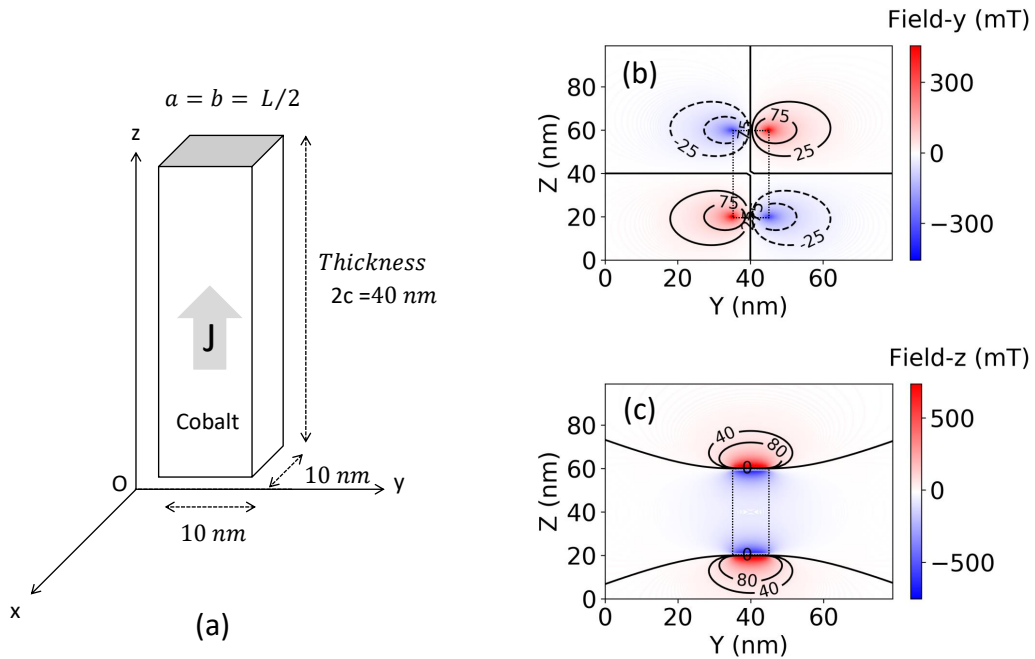 a = b = L/2
z
Thickness
2c =40 nm
J
Cobalt
O
10 nm
y
10 nm
x
(a)
Field-y (mT)
(b)
80
60
40
20
0
Z (nm)
75
25
-25
75
25
-25
0 20 40 60
Y (nm)
300
0
−300
Field-z (mT)
(c)
80
60
40
20
0
Z (nm)
40
80
0
0
80
40
0 20 40 60
Y (nm)
500
0
−500